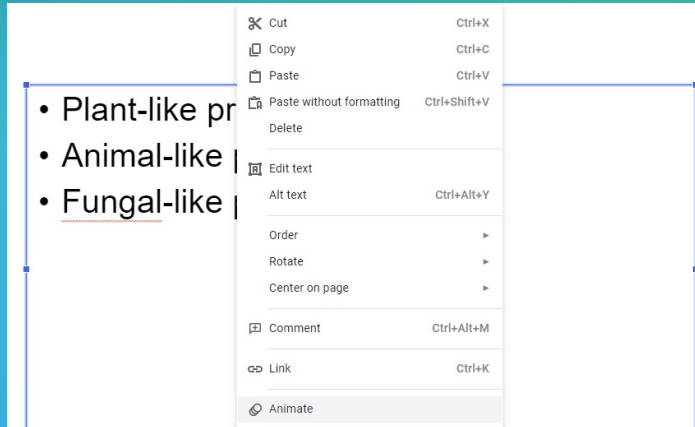 Cut Ctrl+X
Copy Ctrl+C
Paste Ctrl+V
Paste without formatting Ctrl+Shift+V
Delete
Edit text
Alt text Ctrl+Alt+Y
Order
Rotate
Center on page
Comment Ctrl+Alt+M
Link Ctrl+K
Animate
• Plant-like pr
• Animal-like
• Fungal-like